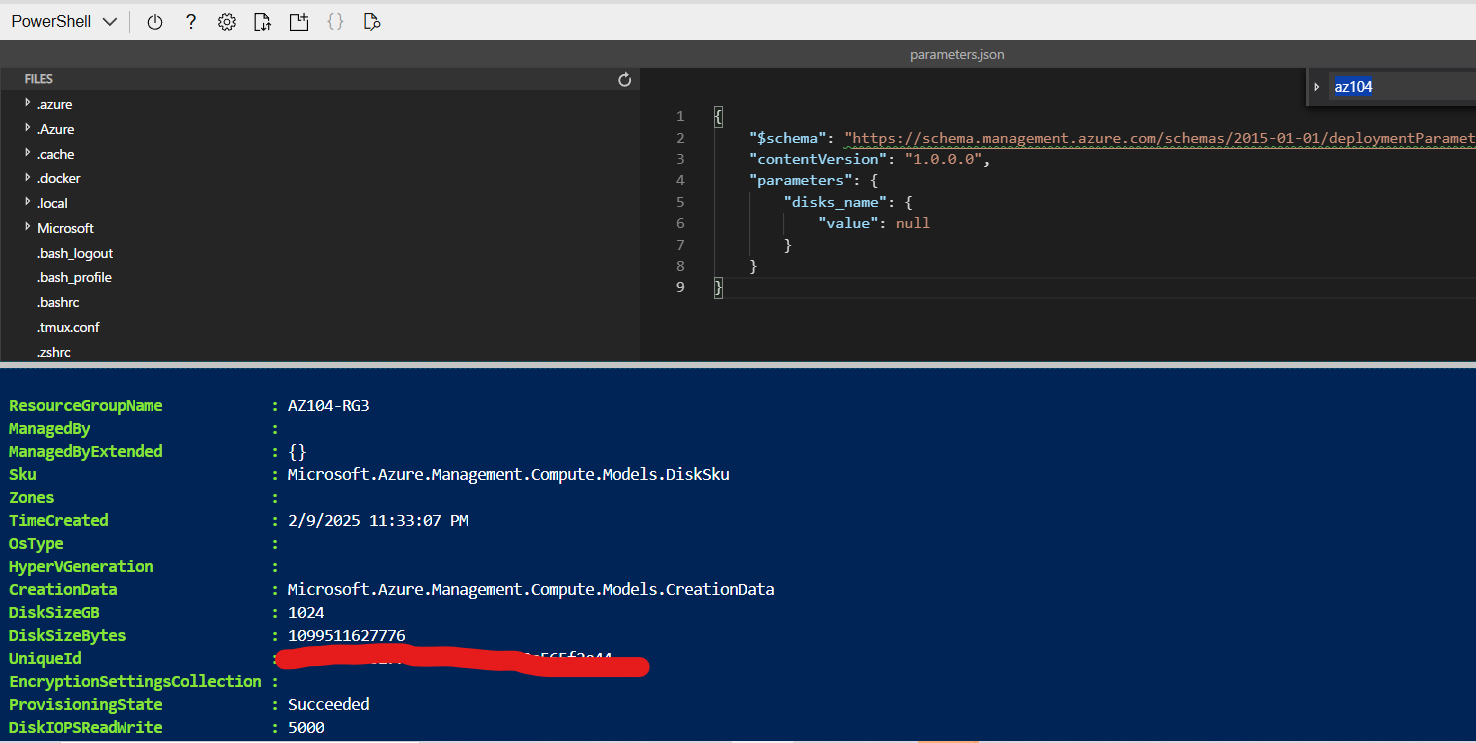 PowerShell
parameters.json
FILES
az104
.azure
.Azure
.cache
.docker
.local
Microsoft
.bash_logout
.bash_profile
.bashrc
.tmux.conf
.zshrc
1 {
2 "$schema": "https://schema.management.azure.com/schemas/2015-01-01/deploymentParamet
3 "contentVersion": "1.0.0.0",
4 "parameters": {
5 "disks_name": {
6 "value": null
7 }
8 }
9 }
ResourceGroupName : AZ104-RG3
ManagedBy :
ManagedByExtended : {}
Sku : Microsoft.Azure.Management.Compute.Models.DiskSku
Zones :
TimeCreated : 2/9/2025 11:33:07 PM
OsType :
HyperVGeneration :
CreationData : Microsoft.Azure.Management.Compute.Models.CreationData
DiskSizeGB : 1024
DiskSizeBytes : 1099511627776
UniqueId :
EncryptionSettingsCollection :
ProvisioningState : Succeeded
DiskIOPSReadWrite : 5000